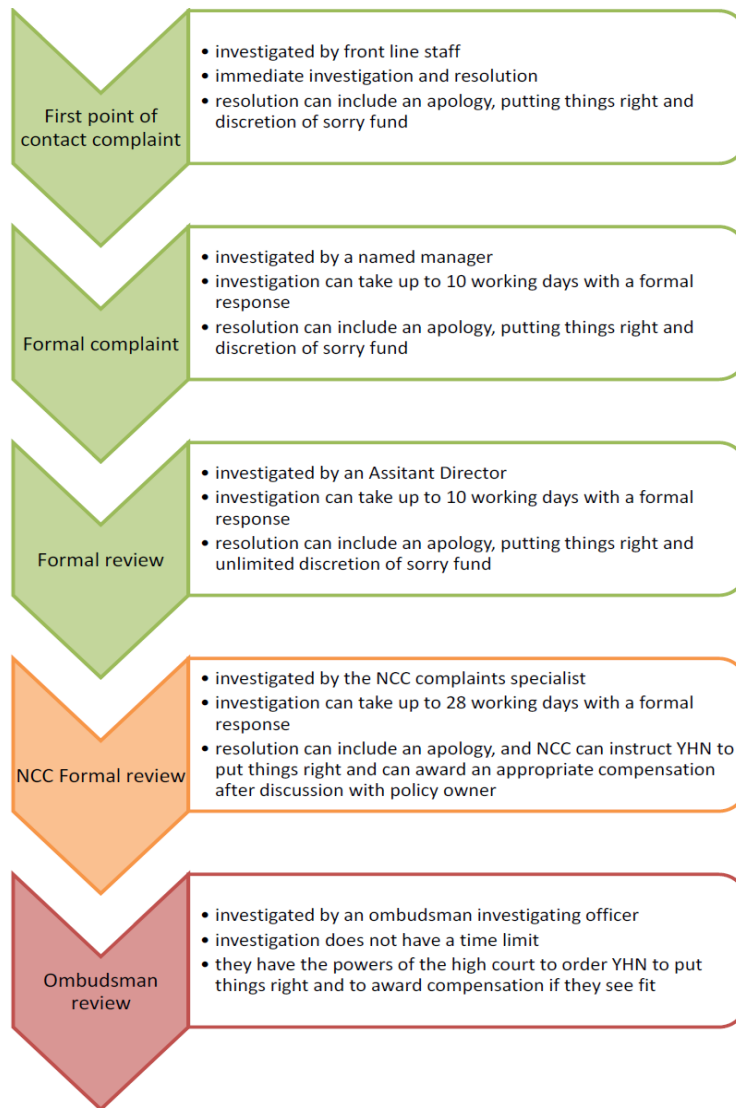 First point of
contact complaint
• investigated by front line staff
• immediate investigation and resolution
• resolution can include an apology, putting things right and
discretion of sorry fund
Formal complaint
• investigated by a named manager
• investigation can take up to 10 working days with a formal
response
• resolution can include an apology, putting things right and
discretion of sorry fund
Formal review
• investigated by an Assitant Director
• investigation can take up to 10 working days with a formal
response
• resolution can include an apology, putting things right and
unlimited discretion of sorry fund
NCC Formal review
• investigated by the NCC complaints specialist
• investigation can take up to 28 working days with a formal
response
• resolution can include an apology, and NCC can instruct YHN to
put things right and can award an appropriate compensation
after discussion with policy owner
Ombudsman
review
• investigated by an ombudsman investigating officer
• investigation does not have a time limit
• they have the powers of the high court to order YHN to put
things right and to award compensation if they see fit